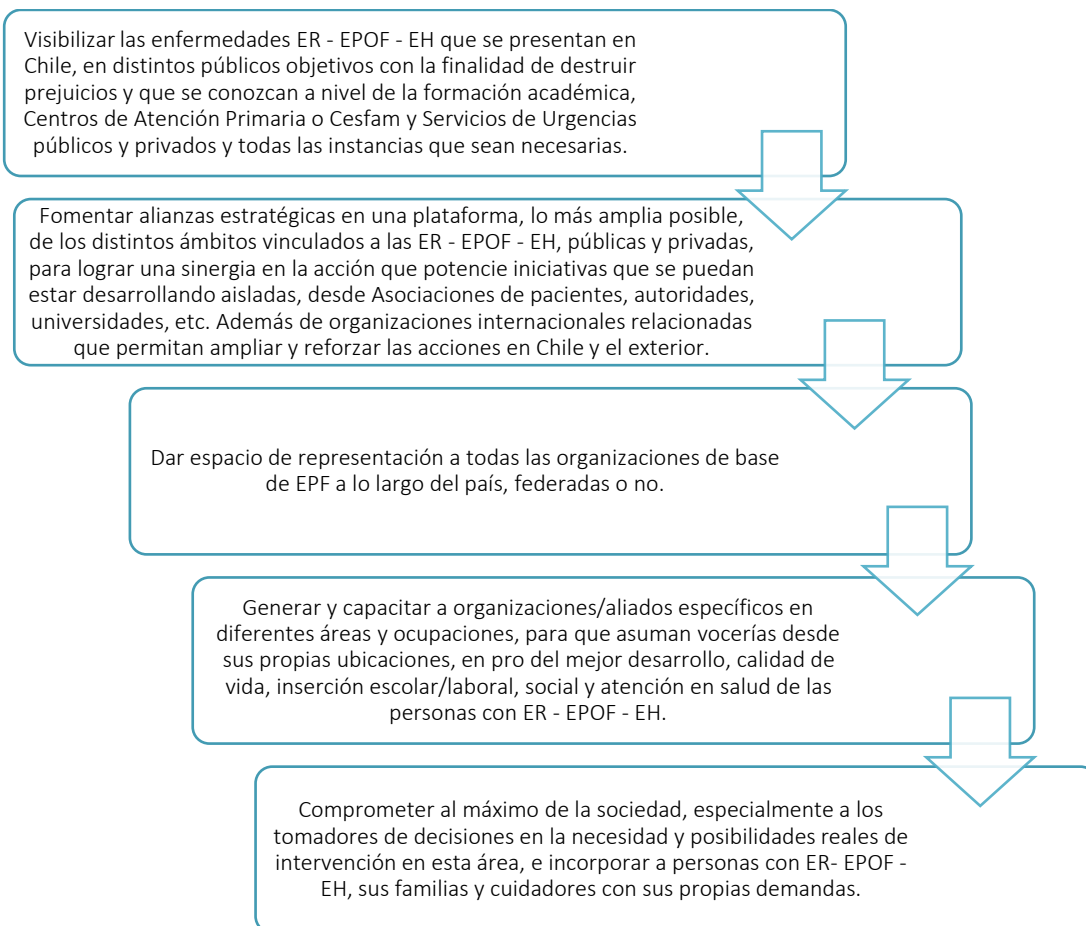 Visibilizar las enfermedades ER - EPOF - EH que se presentan en
Chile, en distintos públicos objetivos con la finalidad de destruir
prejuicios y que se conozcan a nivel de la formación académica,
Centros de Atención Primaria o Cesfam y Servicios de Urgencias
públicos y privados y todas las instancias que sean necesarias.
Fomentar alianzas estratégicas en una plataforma, lo más amplia posible,
de los distintos ámbitos vinculados a las ER - EPOF - EH, públicas y privadas,
para lograr una sinergia en la acción que potencie iniciativas que se puedan
estar desarrollando aisladas, desde Asociaciones de pacientes, autoridades,
universidades, etc. Además de organizaciones internacionales relacionadas
que permitan ampliar y reforzar las acciones en Chile y el exterior.
Dar espacio de representación a todas las organizaciones de base
de EPF a lo largo del país, federadas o no.
Generar y capacitar a organizaciones/aliados específicos en
diferentes áreas y ocupaciones, para que asuman vocerías desde
sus propias ubicaciones, en pro del mejor desarrollo, calidad de
vida, inserción escolar/laboral, social y atención en salud de las
personas con ER - EPOF - EH.
Comprometer al máximo de la sociedad, especialmente a los
tomadores de decisiones en la necesidad y posibilidades reales de
intervención en esta área, e incorporar a personas con ER- EPOF -
EH, sus familias y cuidadores con sus propias demandas.